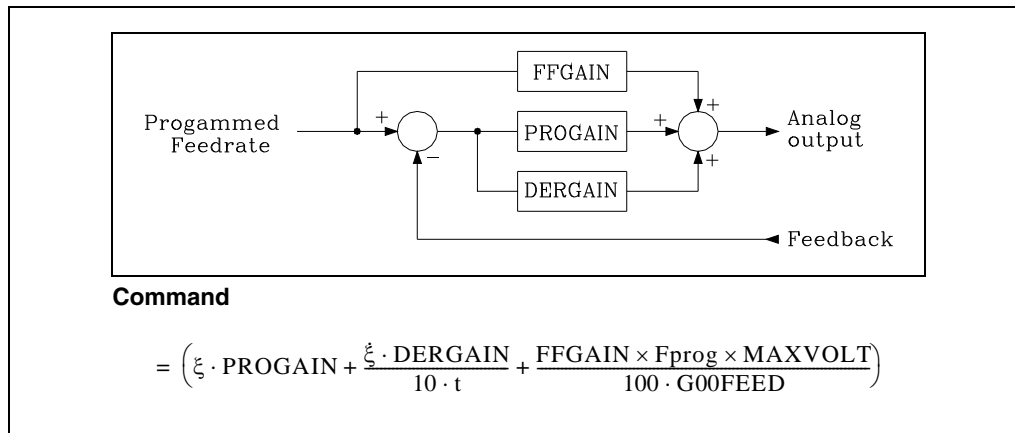 FFGAIN
Progammed
Feedrate
+
−
PROGAIN
+
+
+
Analog
output
DERGAIN
Feedback
Command
= (ξ · PROGAIN + ξ̇ · DERGAIN / 10 · t + FFGAIN × Fprog × MAXVOLT / 100 · G00FEED)